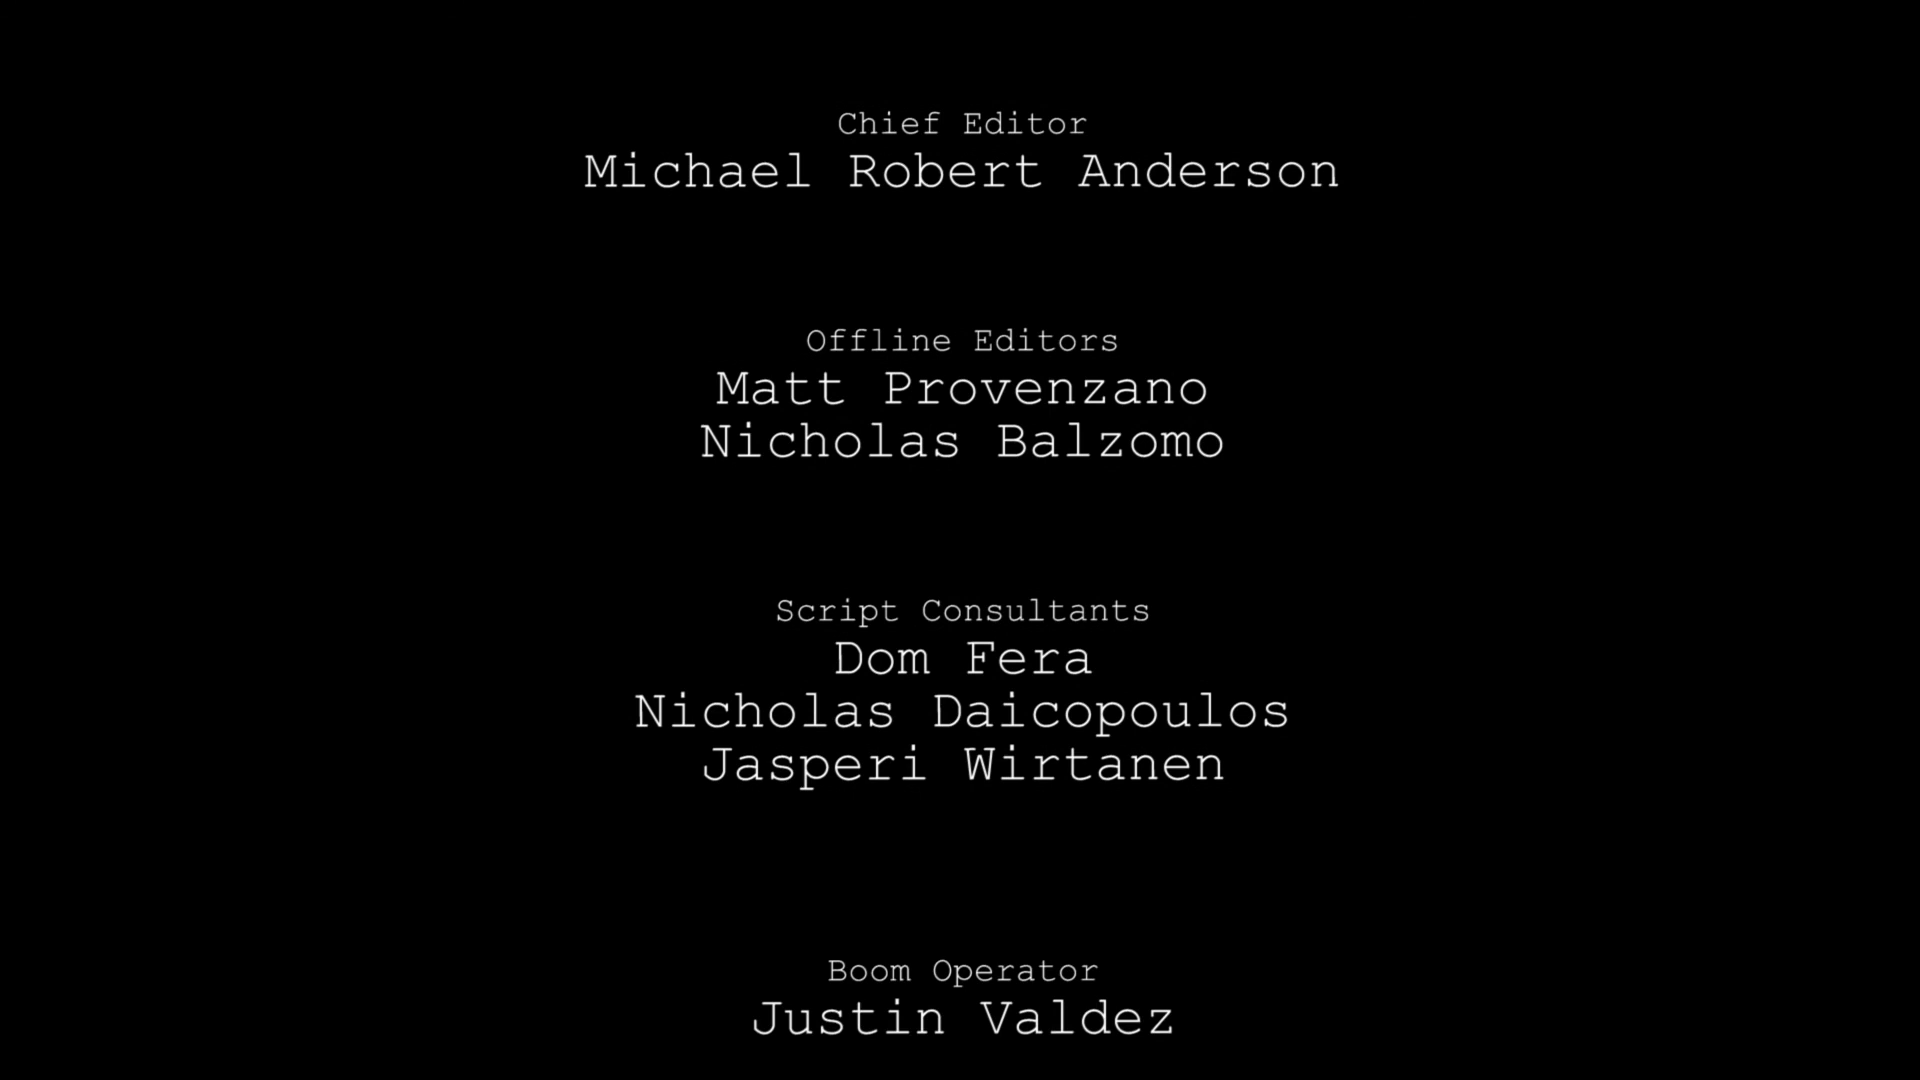 Chief Editor
Michael Robert Anderson
Offline Editors
Matt Provenzano
Nicholas Balzomo
Script Consultants
Dom Fera
Nicholas Daicopoulos
Jasperi Wirtanen
Boom Operator
Justin Valdez